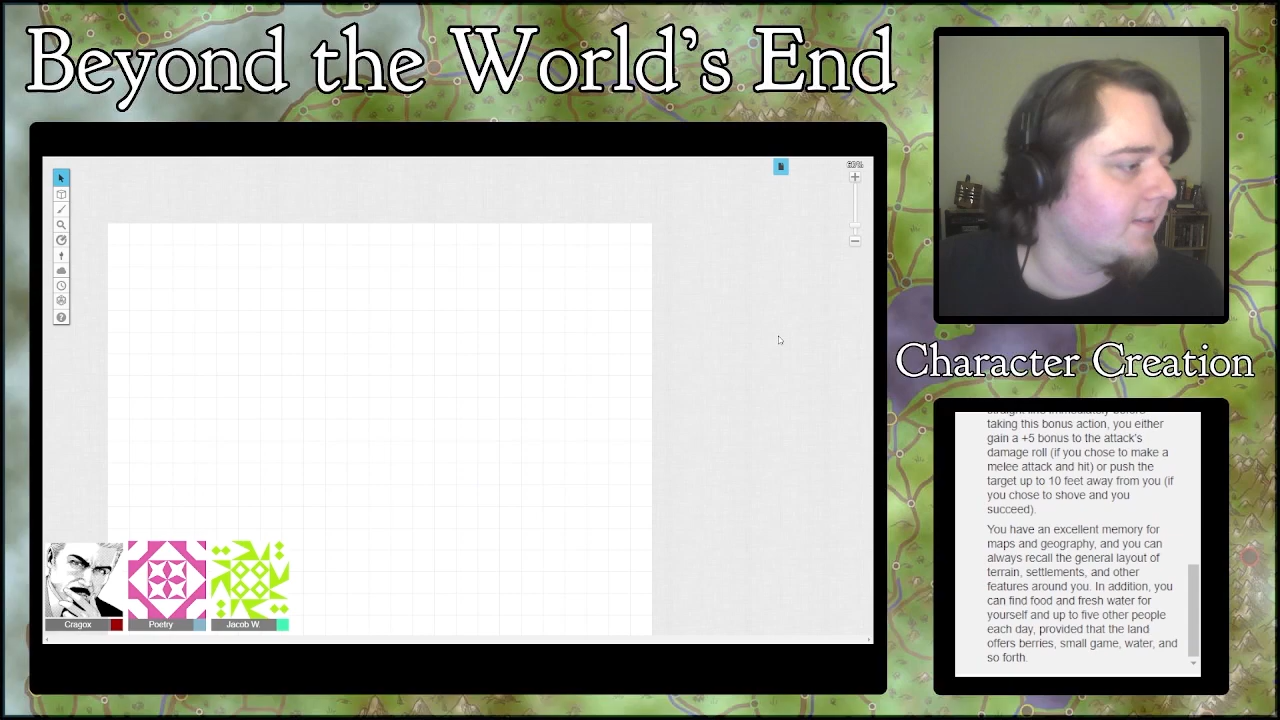 Beyond the World's End
80%
Cragox
Poetry
Jacob W.
Character Creation
straight line immediately before
taking this bonus action, you either
gain a +5 bonus to the attack's
damage roll (if you chose to make a
melee attack and hit) or push the
target up to 10 feet away from you (if
you chose to shove and you
succeed).
You have an excellent memory for
maps and geography, and you can
always recall the general layout of
terrain, settlements, and other
features around you. In addition, you
can find food and fresh water for
yourself and up to five other people
each day, provided that the land
offers berries, small game, water, and
so forth.